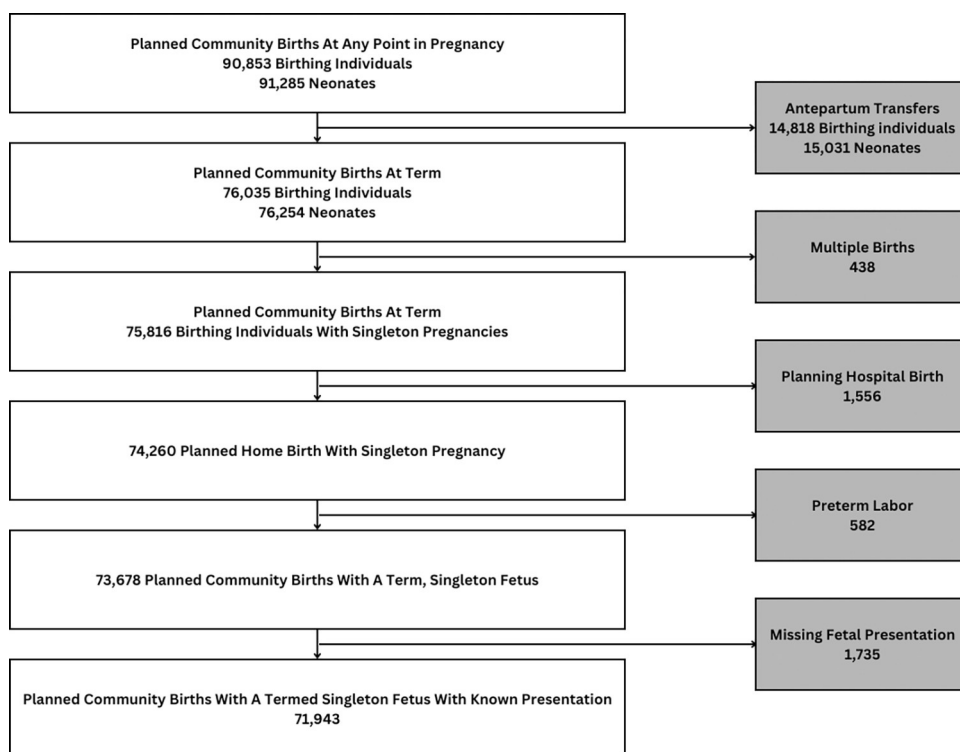 Planned Community Births At Any Point in Pregnancy
90,853 Birthing Individuals
91,285 Neonates
Antepartum Transfers
14,818 Birthing individuals
15,031 Neonates
Planned Community Births At Term
76,035 Birthing Individuals
76,254 Neonates
Multiple Births
438
Planned Community Births At Term
75,816 Birthing Individuals With Singleton Pregnancies
Planning Hospital Birth
1,556
74,260 Planned Home Birth With Singleton Pregnancy
Preterm Labor
582
73,678 Planned Community Births With A Term, Singleton Fetus
Missing Fetal Presentation
1,735
Planned Community Births With A Termed Singleton Fetus With Known Presentation
71,943